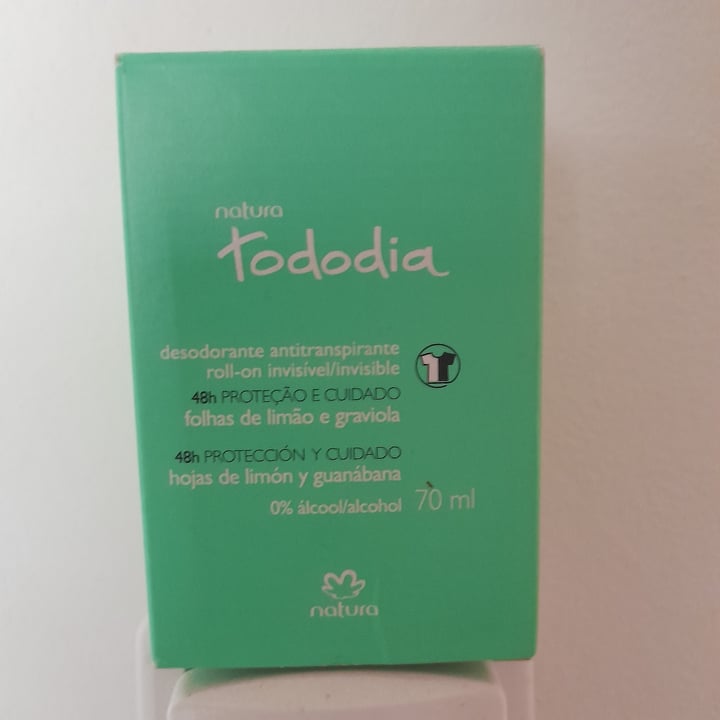 natura
tododia
desodorante antitranspirante
roll-on invisível/invisible
48h PROTEÇÃO E CUIDADO
folhas de limão e graviola
48h PROTECCIÓN Y CUIDADO
hojas de limón y guanábana
0% álcool/alcohol 70 ml
natura